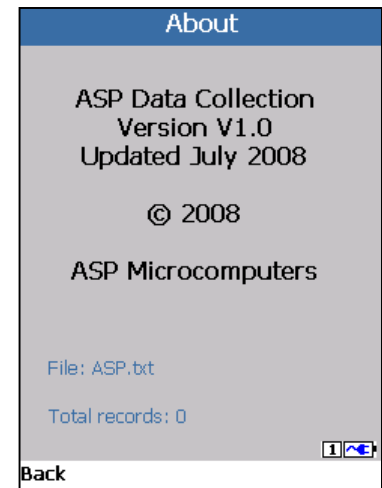 About
ASP Data Collection
Version V1.0
Updated July 2008
© 2008
ASP Microcomputers
File: ASP.txt
Total records: 0
1
Back